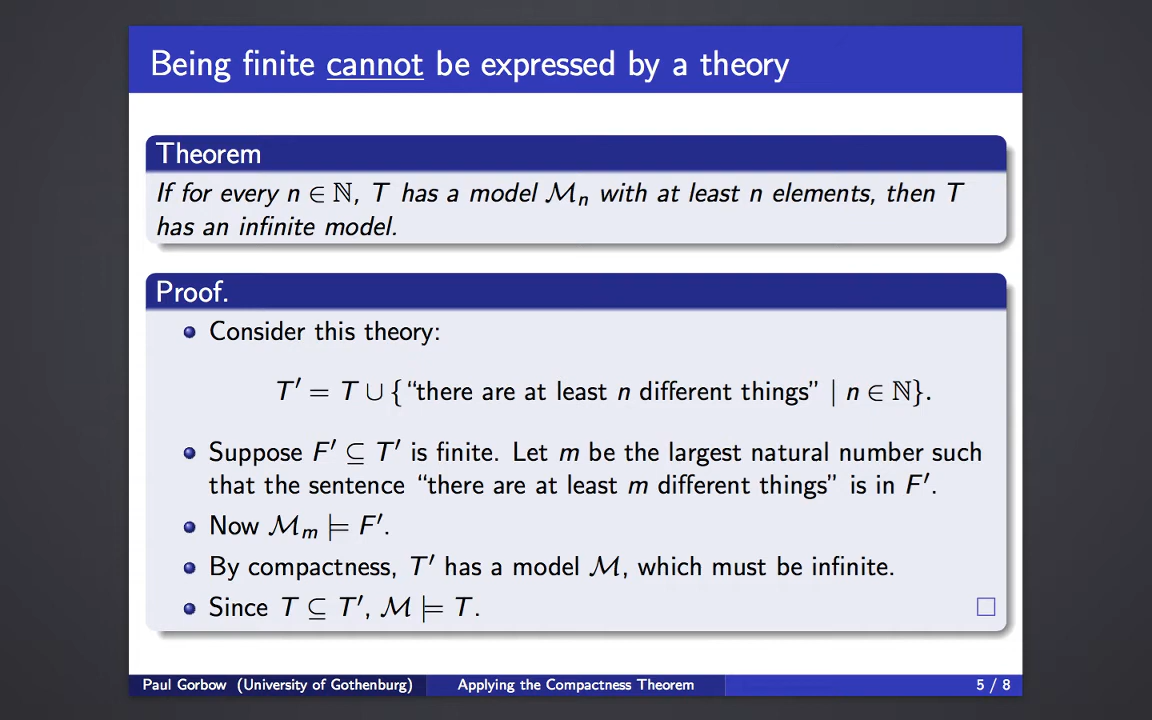 Being finite cannot be expressed by a theory
Theorem
If for every n ∈ ℕ, T has a model ℳₙ with at least n elements, then T
has an infinite model.
Proof.
Consider this theory:
T′ = T ∪ { “there are at least n different things” | n ∈ ℕ}.
Suppose F′ ⊆ T′ is finite. Let m be the largest natural number such
that the sentence “there are at least m different things” is in F′.
Now ℳₘ ⊨ F′.
By compactness, T′ has a model ℳ, which must be infinite.
Since T ⊆ T′, ℳ ⊨ T.
Paul Gorbow (University of Gothenburg)
Applying the Compactness Theorem
5 / 8